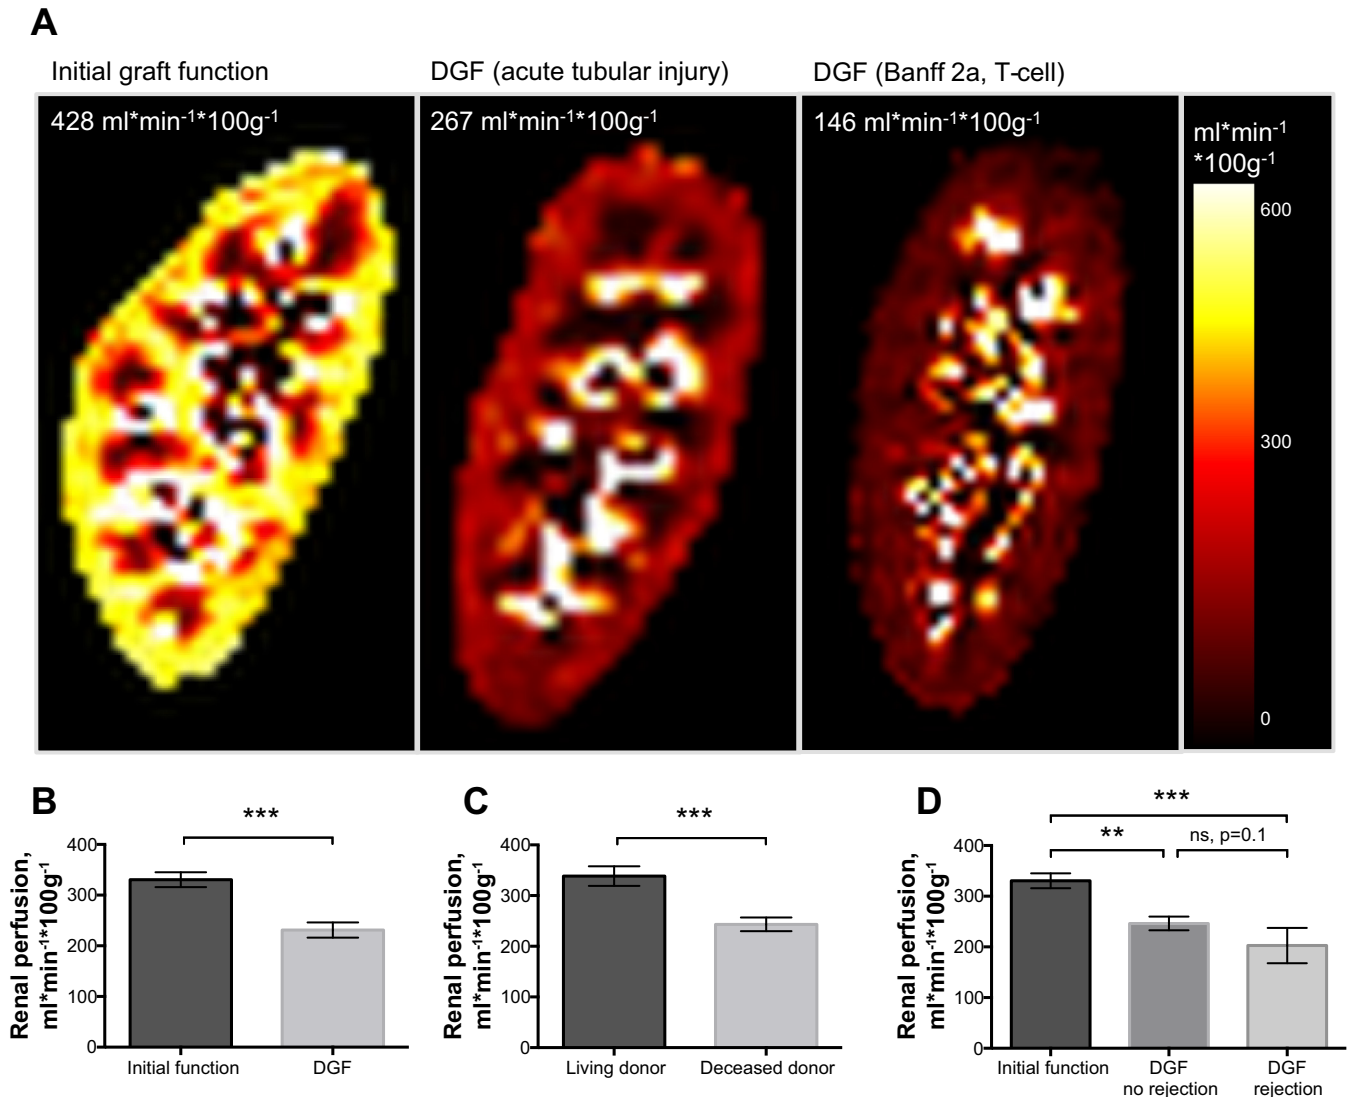 A
Initial graft function
DGF (acute tubular injury)
DGF (Banff 2a, T-cell)
428 ml*min⁻¹*100g⁻¹
267 ml*min⁻¹*100g⁻¹
146 ml*min⁻¹*100g⁻¹
ml*min⁻¹
*100g⁻¹
600
300
0
B
***
Renal perfusion,
ml*min⁻¹*100g⁻¹
400
300
200
100
0
Initial function
DGF
C
***
Renal perfusion,
ml*min⁻¹*100g⁻¹
400
300
200
100
0
Living donor
Deceased donor
D
***
**
ns, p=0.1
Renal perfusion,
ml*min⁻¹*100g⁻¹
400
300
200
100
0
Initial function
DGF
no rejection
DGF
rejection